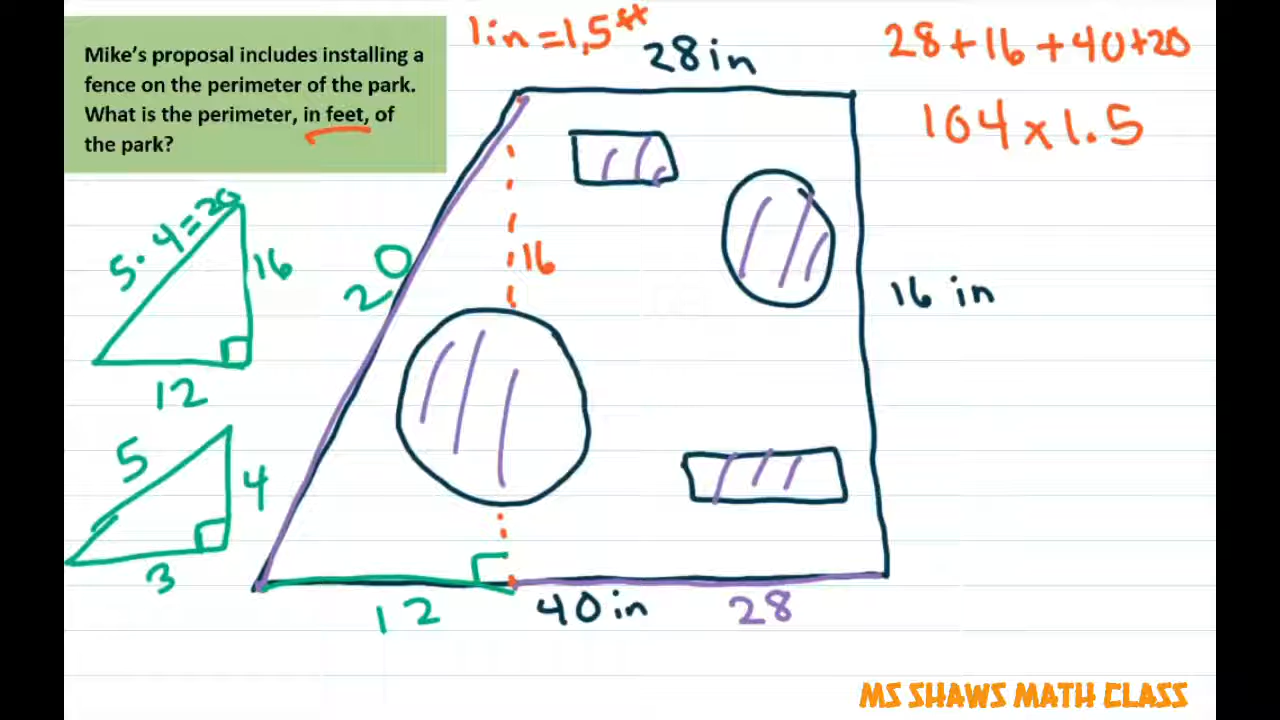 Mike's proposal includes installing a
fence on the perimeter of the park.
What is the perimeter, in feet, of
the park?
1in = 1.5 ft
28 in
28 + 16 + 40 + 20
104 x 1.5
5 · 4 = 20
16
12
5
4
3
20
16
16 in
12
40 in
28
MS SHAWS MATH CLASS